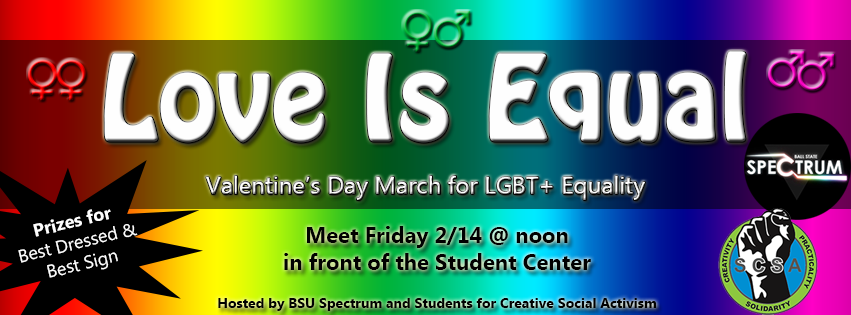 Love Is Equal
BALL STATE
SPECTRUM
Valentine's Day March for LGBT+ Equality
Prizes for
Best Dressed &
Best Sign
Meet Friday 2/14 @ noon
in front of the Student Center
CREATIVITY
PRACTICALITY
SCSA
SOLIDARITY
Hosted by BSU Spectrum and Students for Creative Social Activism